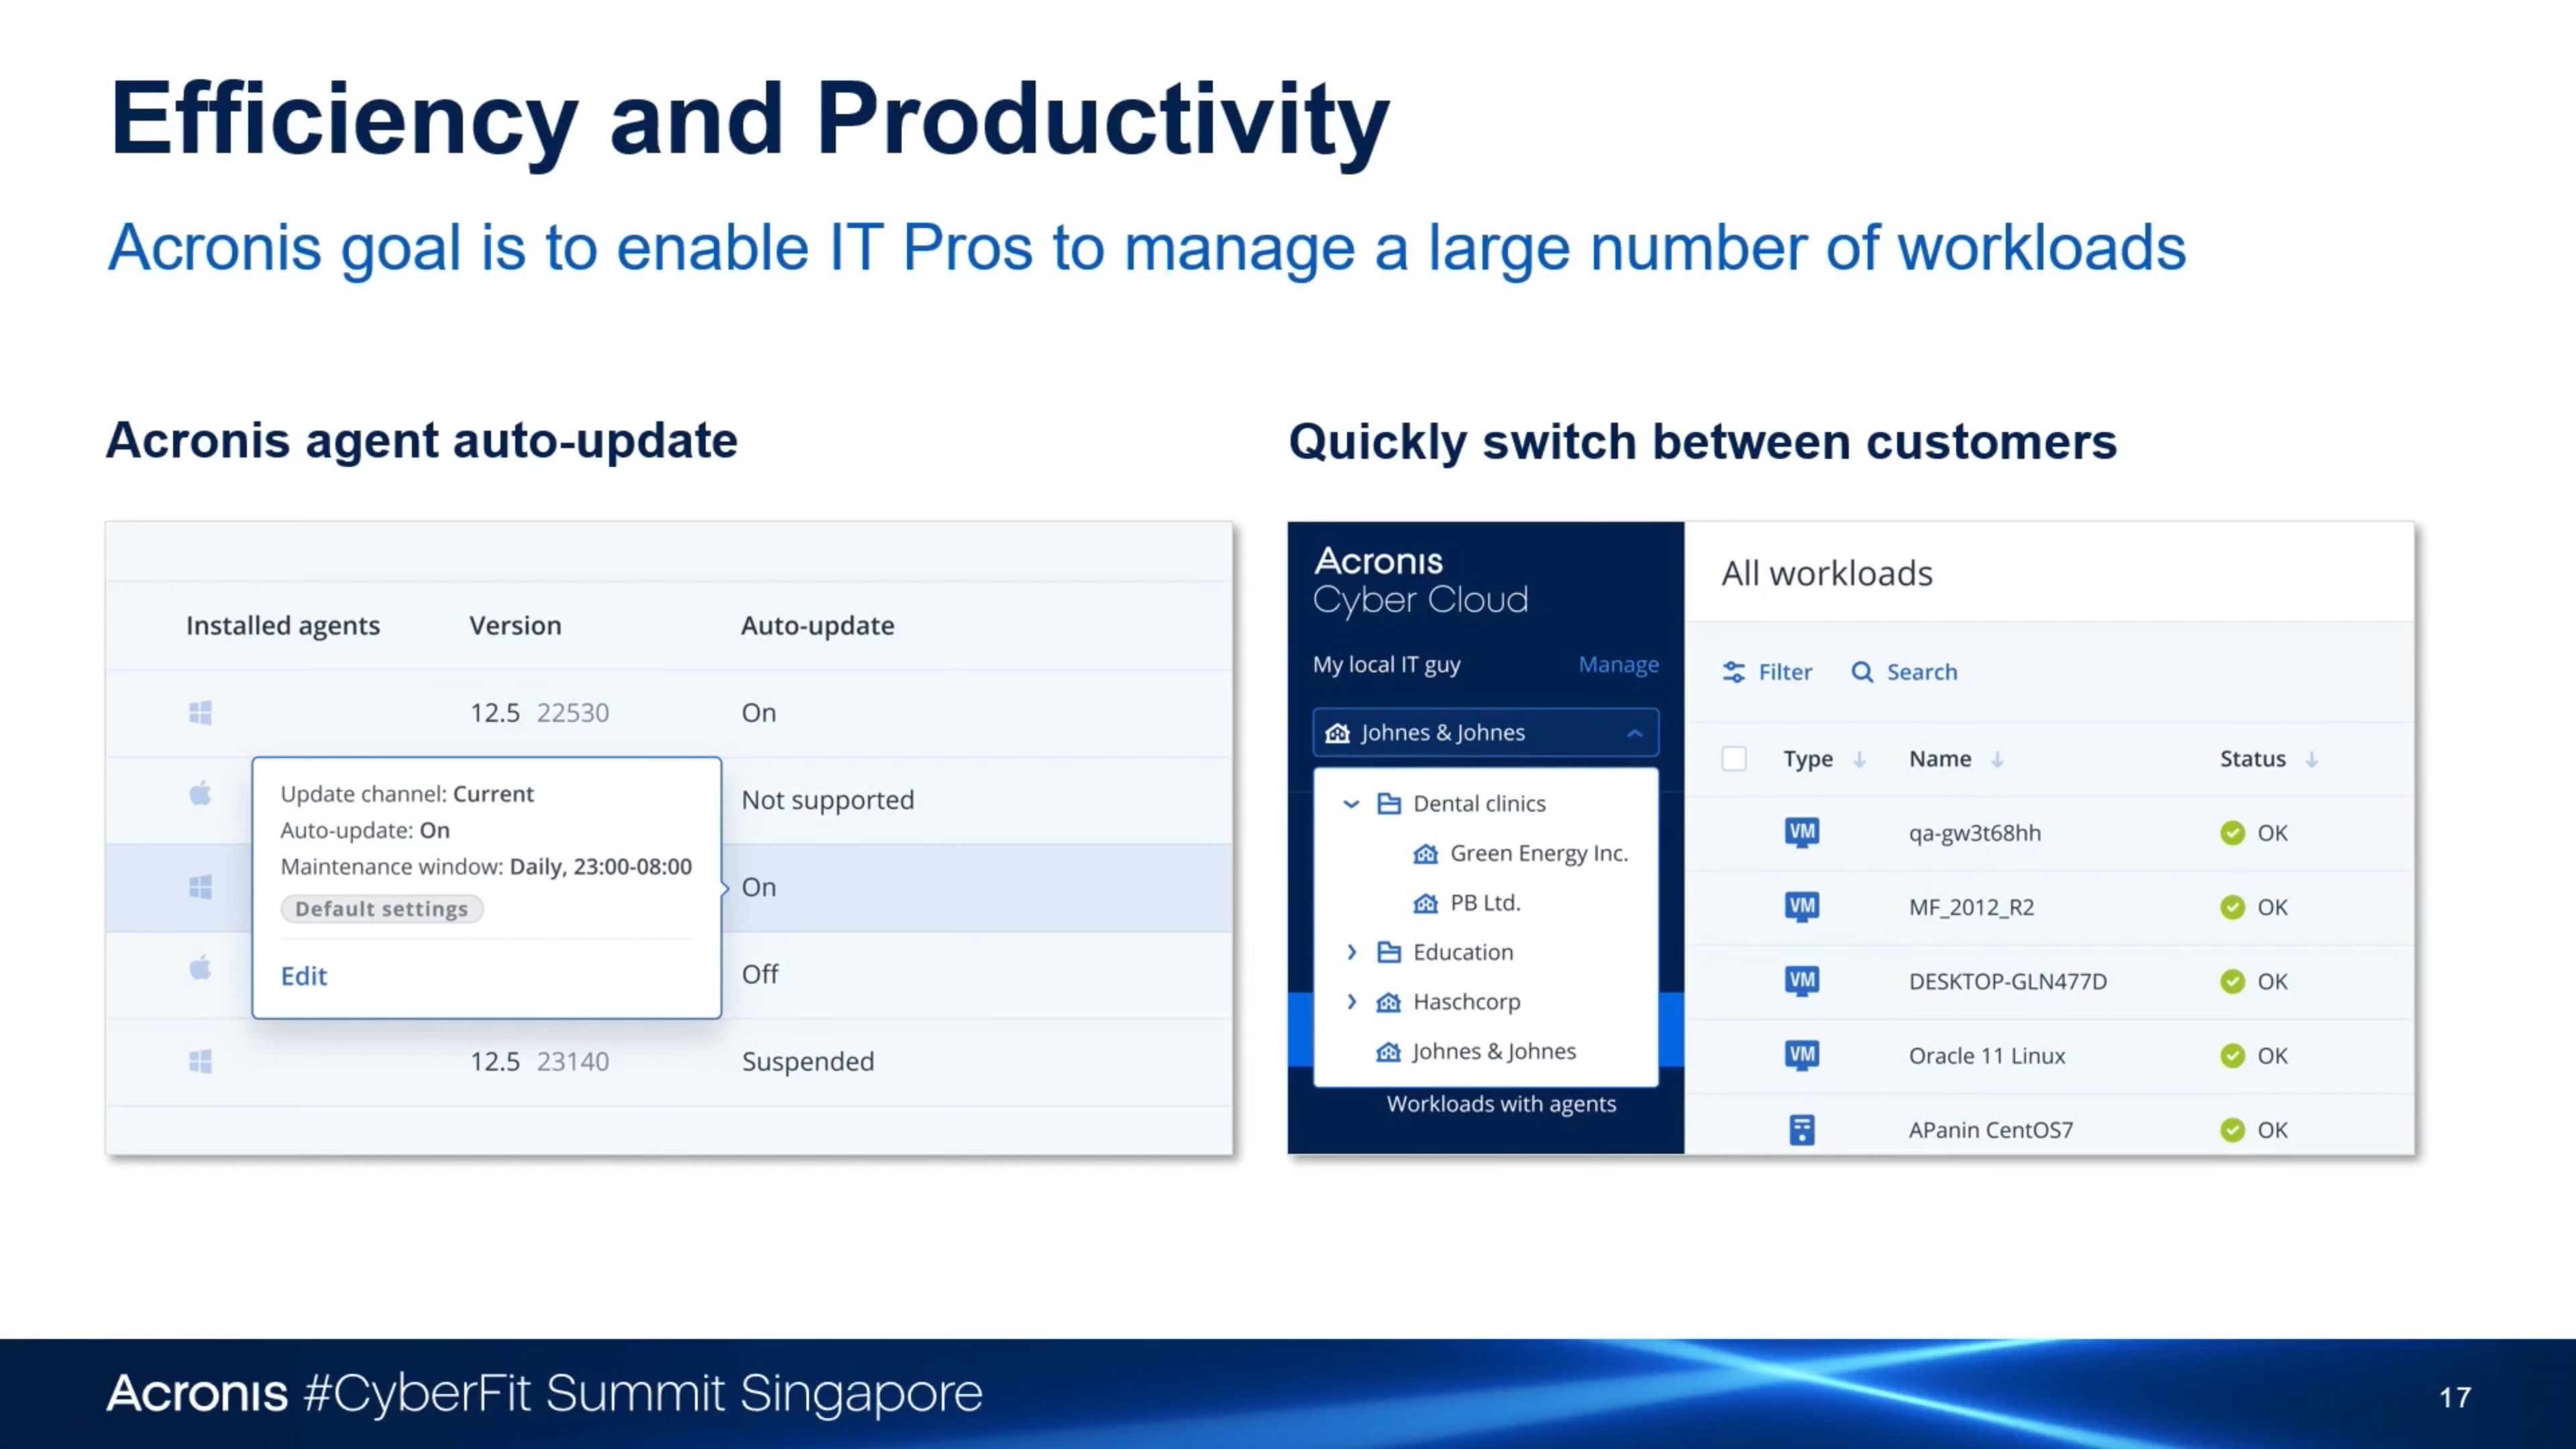 Efficiency and Productivity
Acronis goal is to enable IT Pros to manage a large number of workloads
Acronis agent auto-update
Installed agents Version Auto-update
12.5 22530 On
Not supported
On
Off
12.5 23140 Suspended
Update channel: Current
Auto-update: On
Maintenance window: Daily, 23:00-08:00
Default settings
Edit
Quickly switch between customers
Acronis
Cyber Cloud
My local IT guy Manage
Johnes & Johnes
Dental clinics
Green Energy Inc.
PB Ltd.
Education
Haschcorp
Johnes & Johnes
Workloads with agents
All workloads
Filter Search
Type Name Status
VM qa-gw3t68hh OK
VM MF_2012_R2 OK
VM DESKTOP-GLN477D OK
VM Oracle 11 Linux OK
APanin CentOS7 OK
Acronis #CyberFit Summit Singapore
17